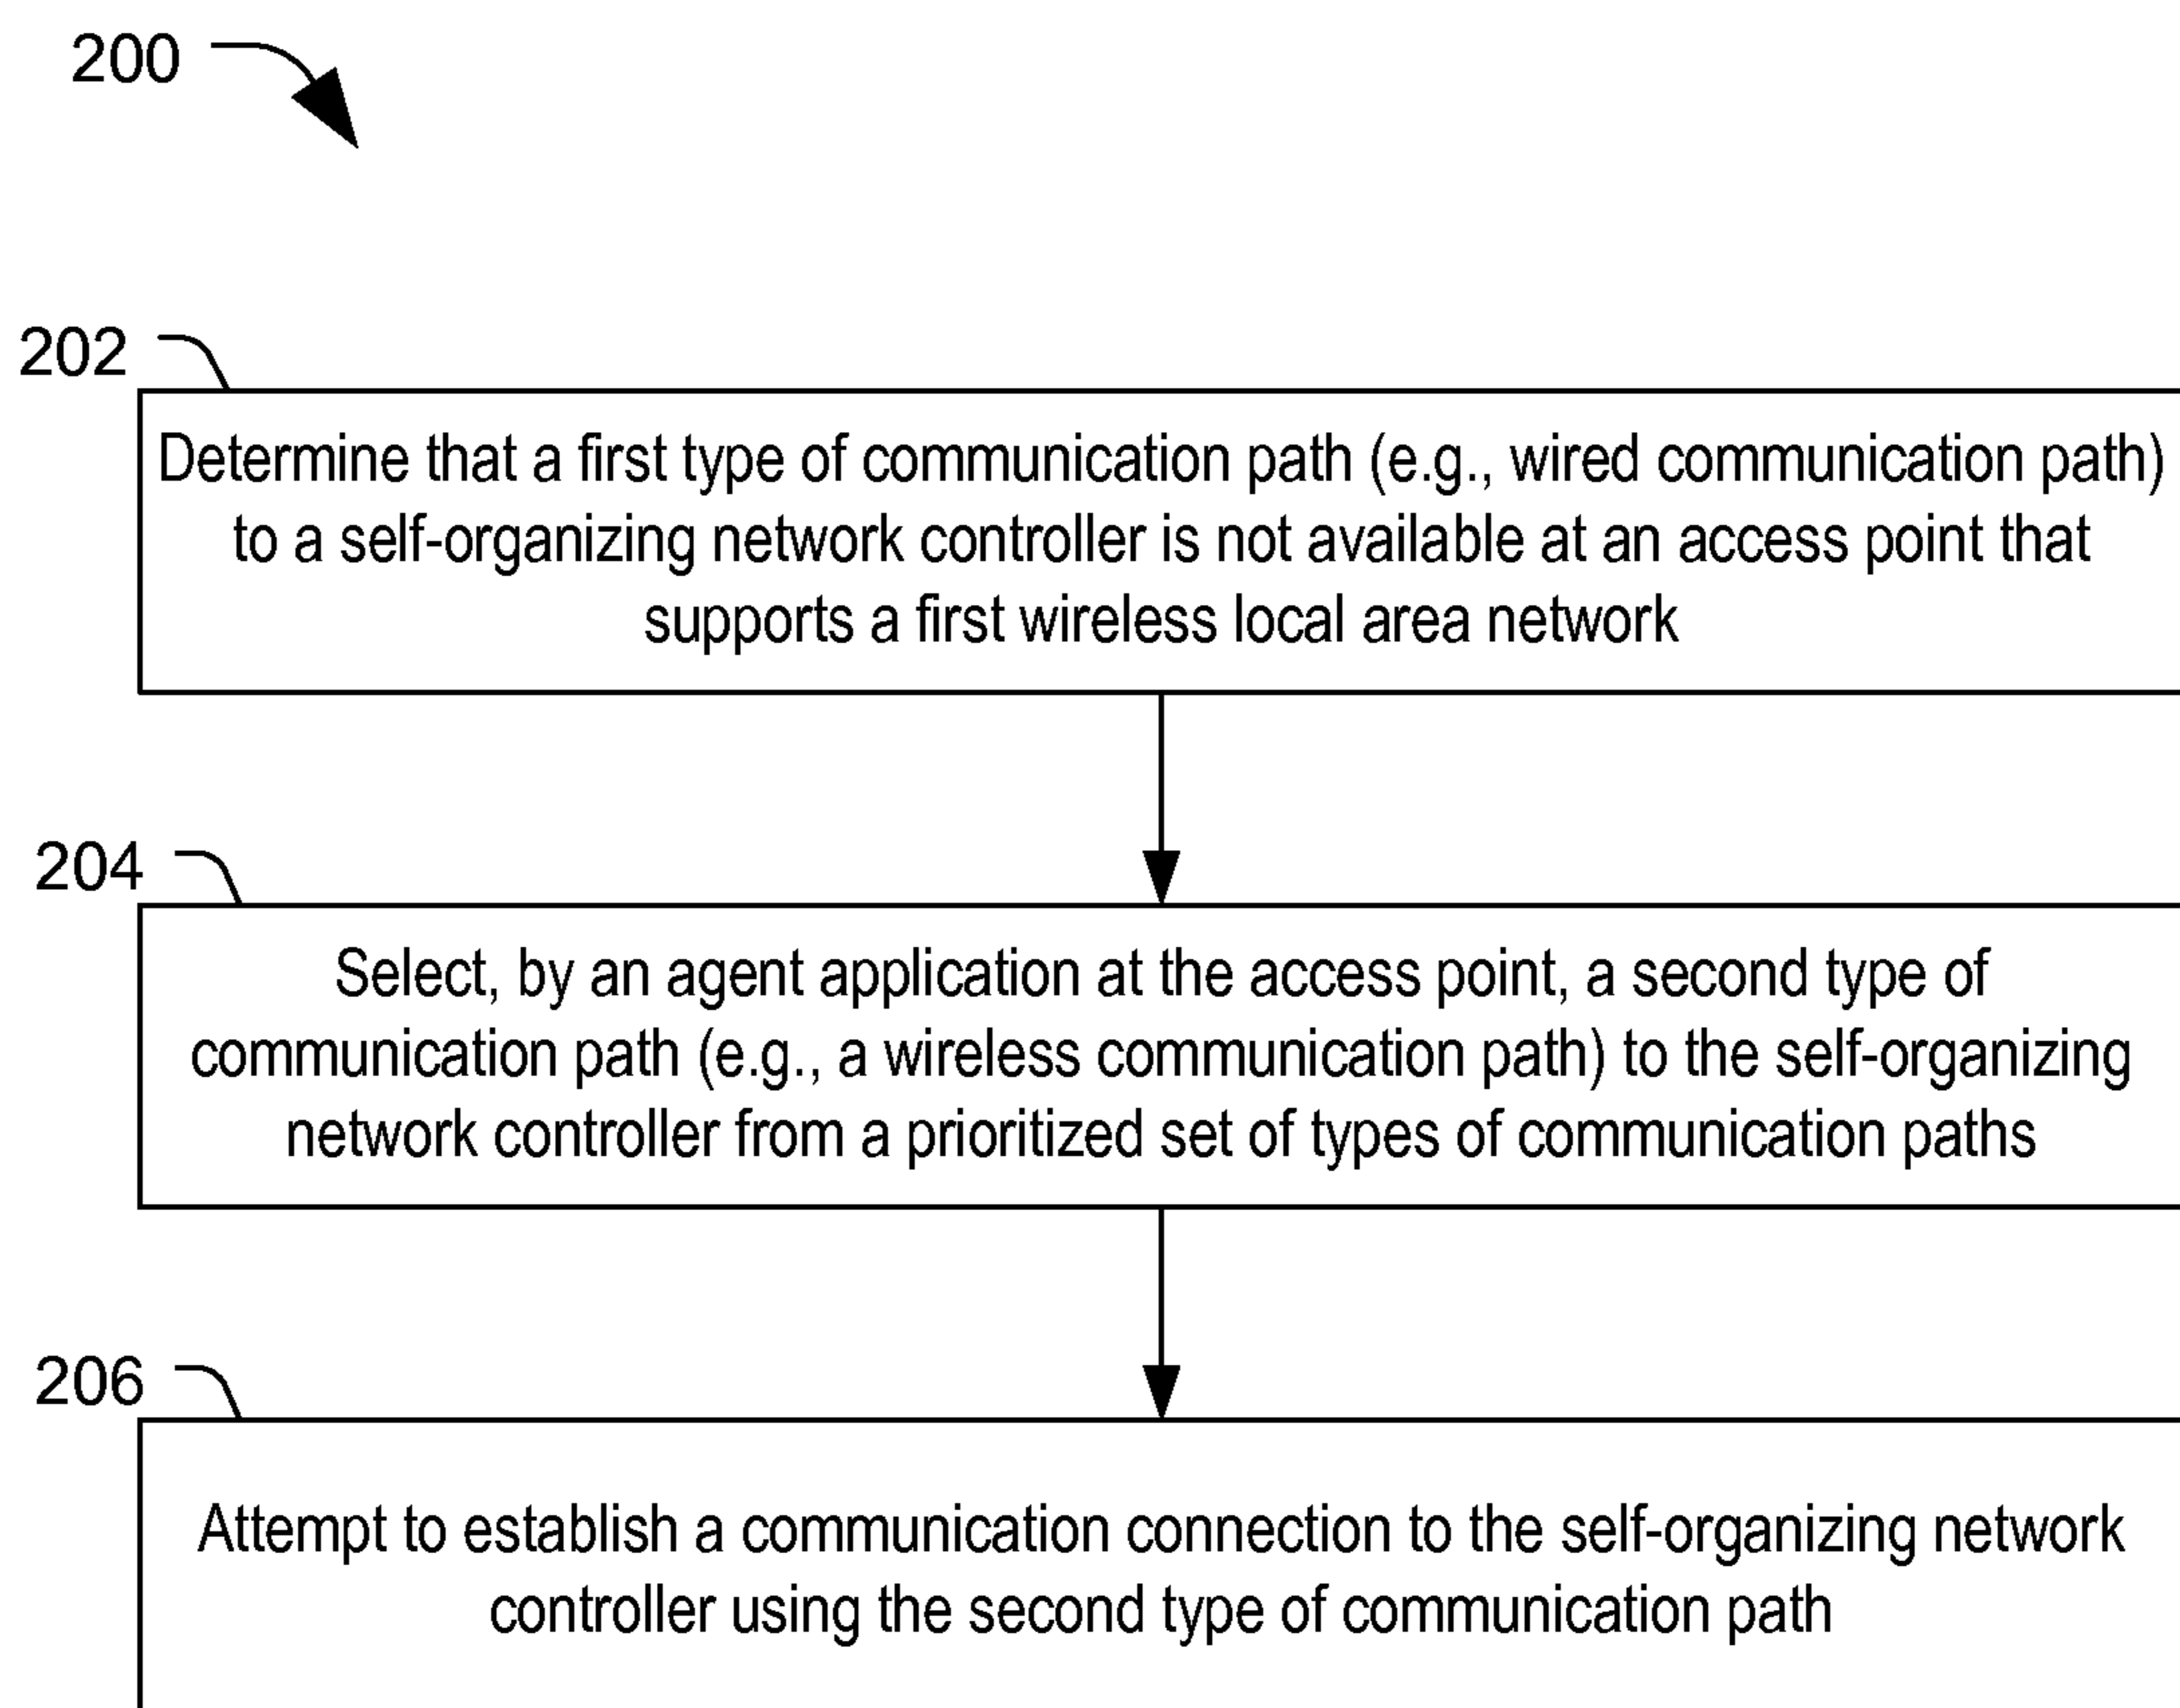 200
202
Determine that a first type of communication path (e.g., wired communication path)
to a self-organizing network controller is not available at an access point that
supports a first wireless local area network
204
Select, by an agent application at the access point, a second type of
communication path (e.g., a wireless communication path) to the self-organizing
network controller from a prioritized set of types of communication paths
206
Attempt to establish a communication connection to the self-organizing network
controller using the second type of communication path